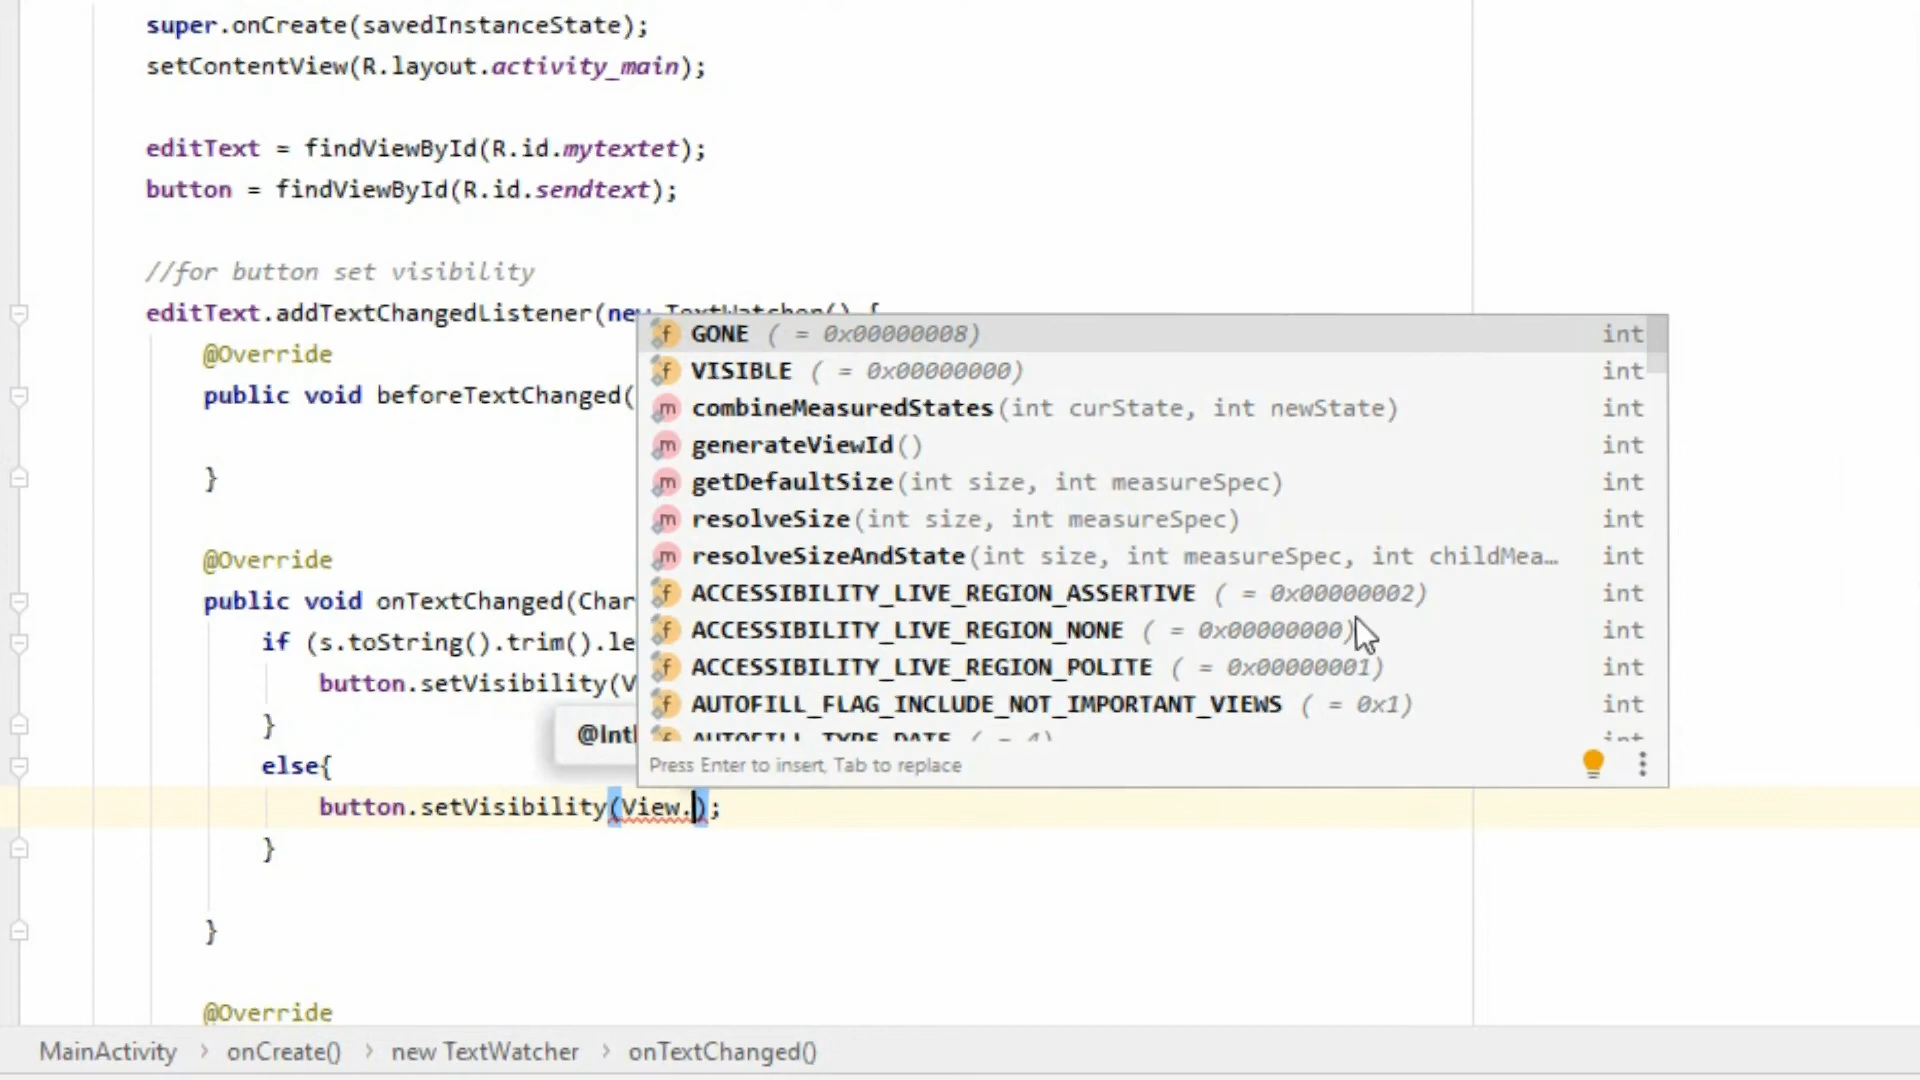 super.onCreate(savedInstanceState);
setContentView(R.layout.activity_main);
editText = findViewById(R.id.mytextet);
button = findViewById(R.id.sendtext);
//for button set visibility
editText.addTextChangedListener(new TextWatcher() {
@Override
public void beforeTextChanged(
}
@Override
public void onTextChanged(Char
if (s.toString().trim().le
button.setVisibility(V
}
@Int
else{
button.setVisibility(View.);
}
}
@Override
GONE ( = 0x00000008) int
VISIBLE ( = 0x00000000) int
combineMeasuredStates(int curState, int newState) int
generateViewId() int
getDefaultSize(int size, int measureSpec) int
resolveSize(int size, int measureSpec) int
resolveSizeAndState(int size, int measureSpec, int childMea… int
ACCESSIBILITY_LIVE_REGION_ASSERTIVE ( = 0x00000002) int
ACCESSIBILITY_LIVE_REGION_NONE ( = 0x00000000) int
ACCESSIBILITY_LIVE_REGION_POLITE ( = 0x00000001) int
AUTOFILL_FLAG_INCLUDE_NOT_IMPORTANT_VIEWS ( = 0x1) int
AUTOFILL_TYPE_DATE ( = 4) int
Press Enter to insert, Tab to replace
MainActivity › onCreate() › new TextWatcher › onTextChanged()